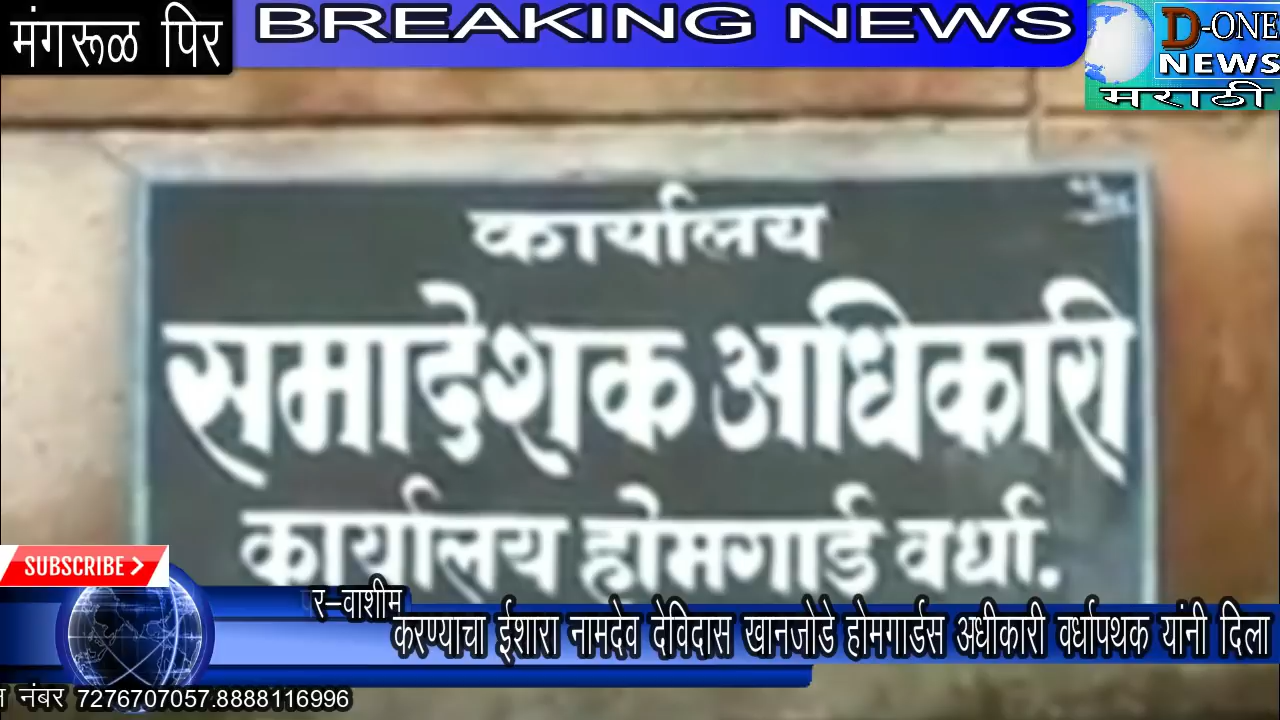 मंगरूळ पिर
BREAKING NEWS
D-ONE
NEWS
मराठी
कार्यालय
समादेशक अधिकारी
कार्यालय होमगार्ड वर्धा.
SUBSCRIBE >
पर-वाशीम
करण्याचा ईशारा नामदेव देविदास खानजोडे होमगार्डस अधीकारी वर्धापथक यांनी दिला
नंबर 7276707057.8888116996